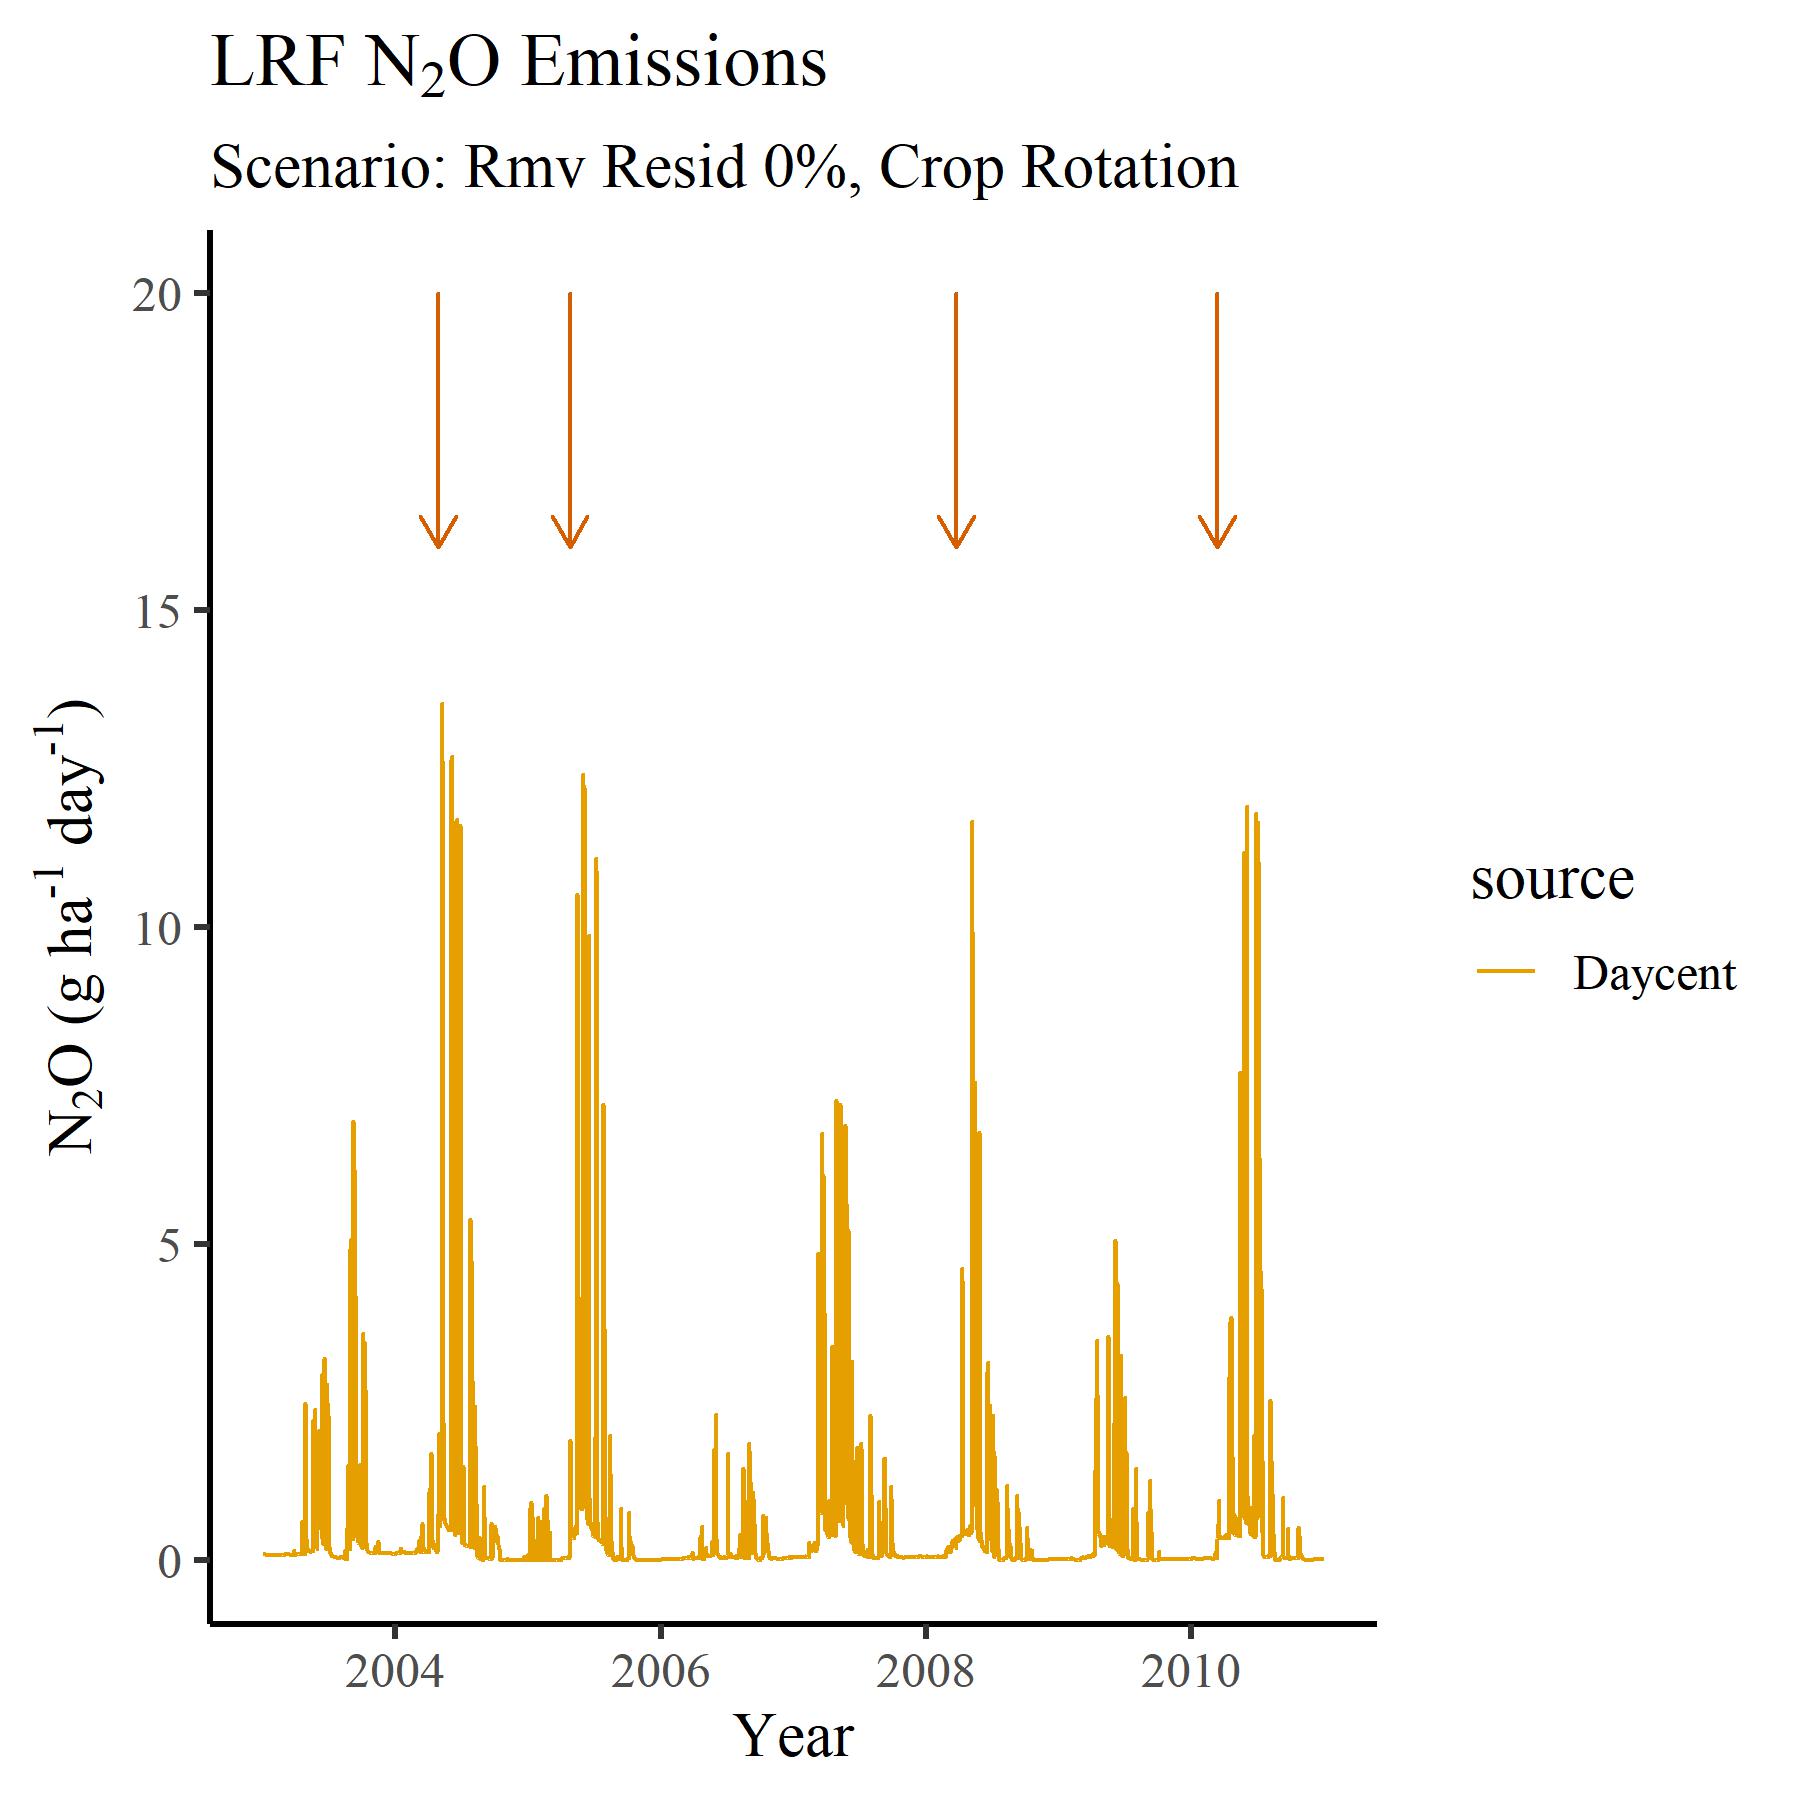 LRF N₂O Emissions
Scenario: Rmv Resid 0%, Crop Rotation
N₂O (g ha⁻¹ day⁻¹)
20
15
10
5
0
2004 2006 2008 2010
Year
source
Daycent